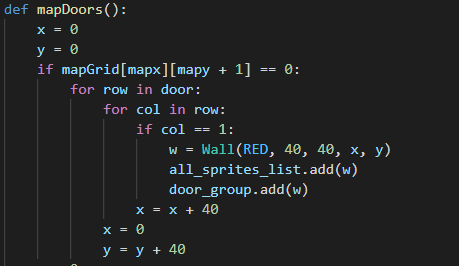 def mapDoors():
    x = 0
    y = 0
    if mapGrid[mapx][mapy + 1] == 0:
        for row in door:
            for col in row:
                if col == 1:
                    w = Wall(RED, 40, 40, x, y)
                    all_sprites_list.add(w)
                    door_group.add(w)
                x = x + 40
            x = 0
            y = y + 40